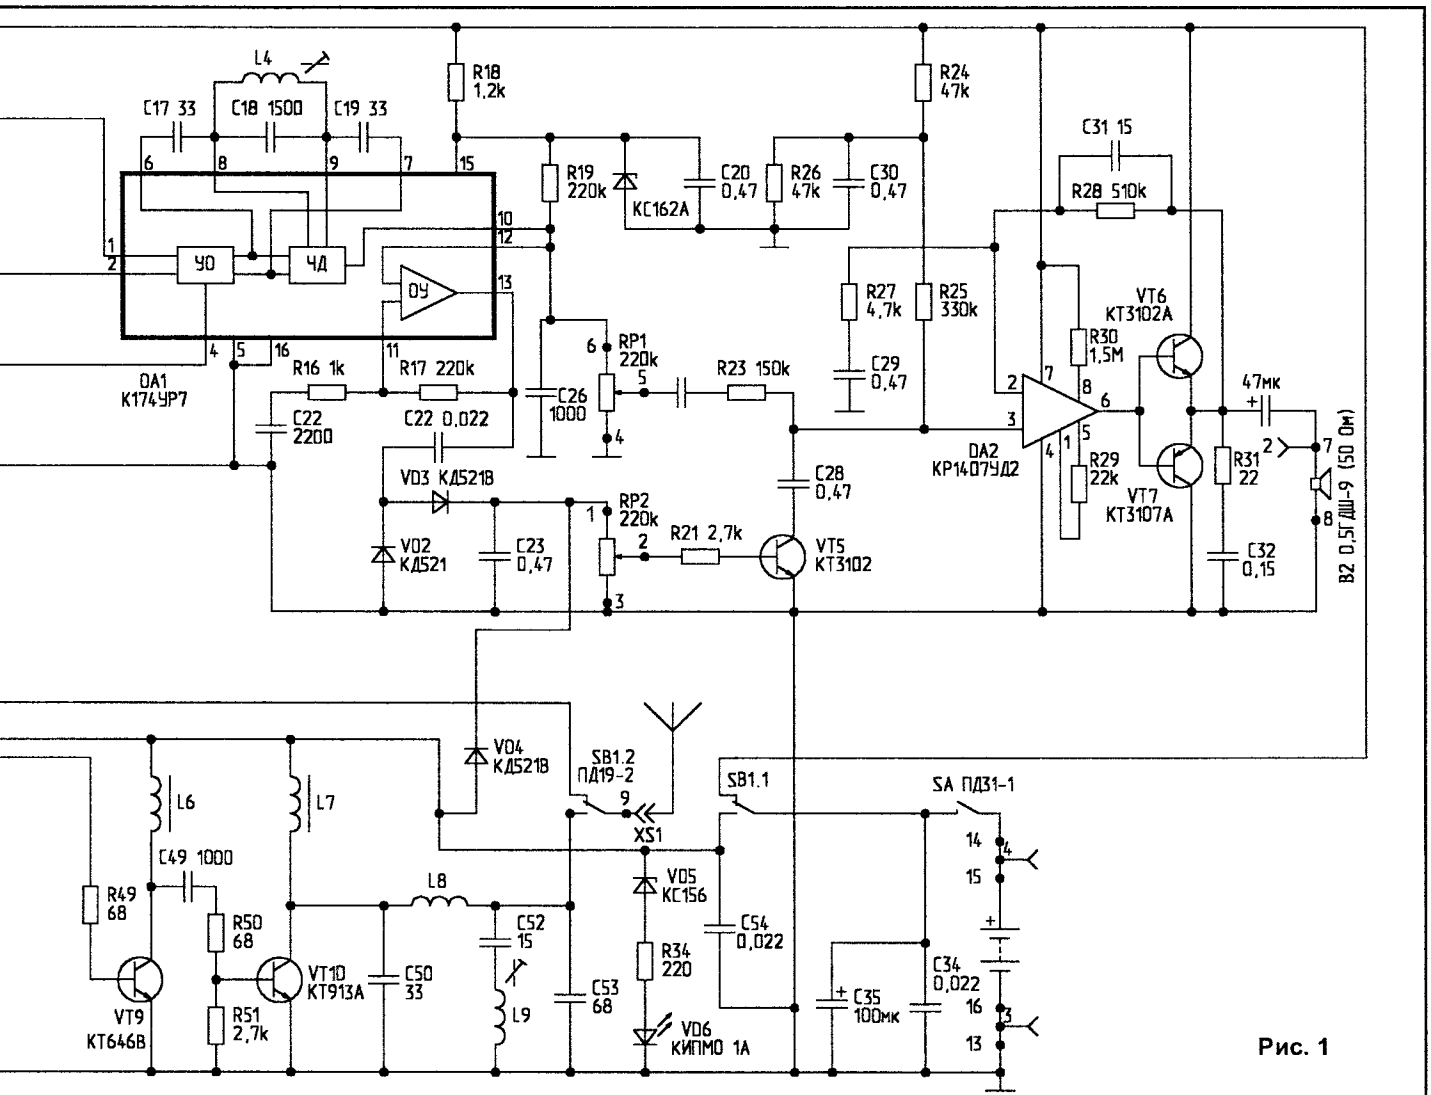 L4
R18
1,2k
R24
47k
C17 33
C18 1500
C19 33
C31 15
6
8
9
7
15
R19
220k
КС162А
C20
0,47
R26
47k
C30
0,47
R28 510k
10
12
1
2
УО
ЧД
ОУ
13
R27
4,7k
R25
330k
VT6
КТ3102А
4
5
16
11
DA1
К174УР7
R16 1k
R17 220k
6
RP1
220k
5
R23 150k
C29
0,47
R30
1,5М
7
8
2
3
6
47мк
+
C26
1000
C22
2200
C22 0,022
4
DA2
КР1407УД2
4
1
5
R29
22k
VT7
КТ3107А
R31
22
2
7
8
В2 0,5ГДШ-9 (50 Ом)
VD3 КД521В
1
RP2
220k
C28
0,47
VD2
КД521
C23
0,47
2
R21 2,7k
VT5
КТ3102
C32
0,15
3
VD4
КД521В
SB1.2
ПД19-2
9
XS1
SB1.1
SA ПД31-1
L6
L7
14
4
15
C49 1000
R49
68
R50
68
L8
VD5
КС156
C52
15
C54
0,022
+
R34
220
VT10
КТ913А
C50
33
L9
C53
68
+
C35
100мк
C34
0,022
16
3
13
VT9
КТ646В
R51
2,7k
VD6
КИПМО 1А
Рис. 1